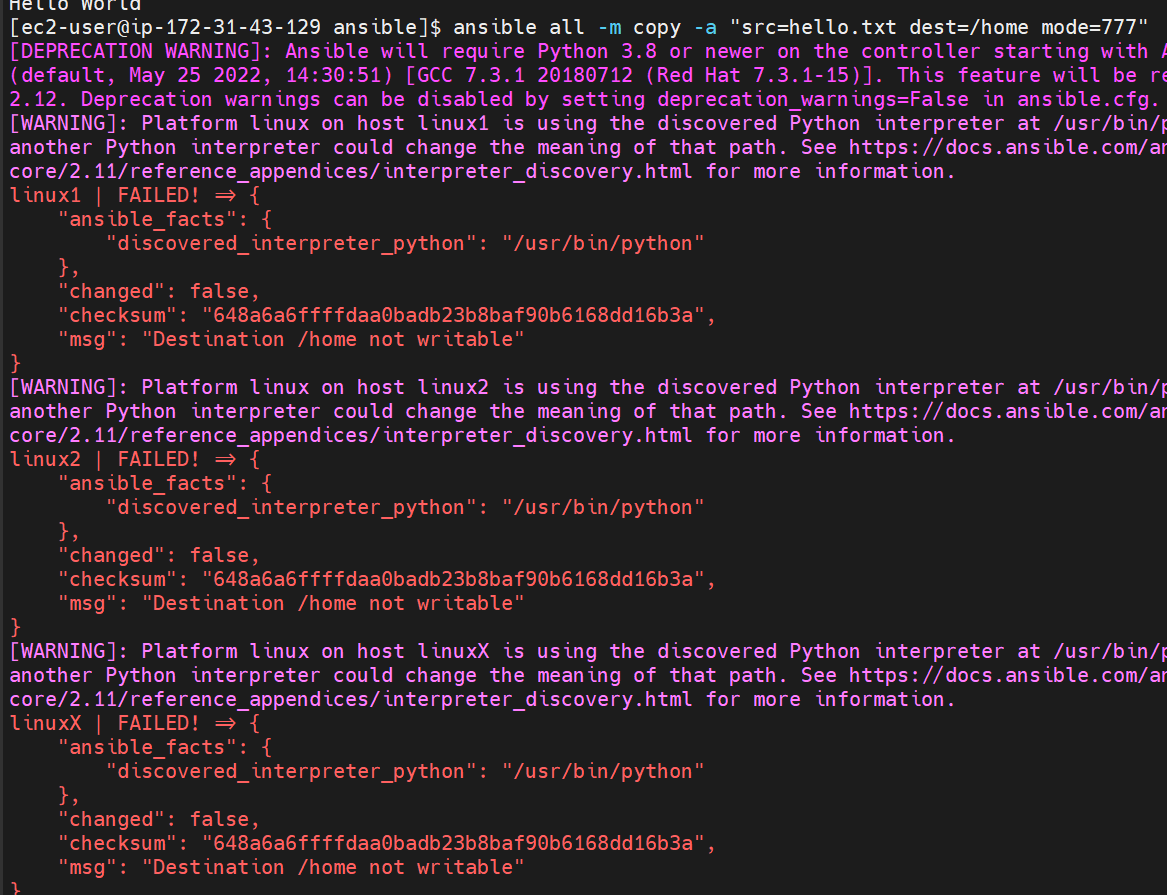 Hello World
[ec2-user@ip-172-31-43-129 ansible]$ ansible all -m copy -a "src=hello.txt dest=/home mode=777"
[DEPRECATION WARNING]: Ansible will require Python 3.8 or newer on the controller starting with A
(default, May 25 2022, 14:30:51) [GCC 7.3.1 20180712 (Red Hat 7.3.1-15)]. This feature will be re
2.12. Deprecation warnings can be disabled by setting deprecation_warnings=False in ansible.cfg.
[WARNING]: Platform linux on host linux1 is using the discovered Python interpreter at /usr/bin/p
another Python interpreter could change the meaning of that path. See https://docs.ansible.com/an
core/2.11/reference_appendices/interpreter_discovery.html for more information.
linux1 | FAILED! => {
    "ansible_facts": {
        "discovered_interpreter_python": "/usr/bin/python"
    },
    "changed": false,
    "checksum": "648a6a6ffffdaa0badb23b8baf90b6168dd16b3a",
    "msg": "Destination /home not writable"
}
[WARNING]: Platform linux on host linux2 is using the discovered Python interpreter at /usr/bin/p
another Python interpreter could change the meaning of that path. See https://docs.ansible.com/an
core/2.11/reference_appendices/interpreter_discovery.html for more information.
linux2 | FAILED! => {
    "ansible_facts": {
        "discovered_interpreter_python": "/usr/bin/python"
    },
    "changed": false,
    "checksum": "648a6a6ffffdaa0badb23b8baf90b6168dd16b3a",
    "msg": "Destination /home not writable"
}
[WARNING]: Platform linux on host linuxX is using the discovered Python interpreter at /usr/bin/p
another Python interpreter could change the meaning of that path. See https://docs.ansible.com/an
core/2.11/reference_appendices/interpreter_discovery.html for more information.
linuxX | FAILED! => {
    "ansible_facts": {
        "discovered_interpreter_python": "/usr/bin/python"
    },
    "changed": false,
    "checksum": "648a6a6ffffdaa0badb23b8baf90b6168dd16b3a",
    "msg": "Destination /home not writable"
}